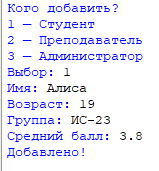 Кого добавить?
1 — Студент
2 — Преподаватель
3 — Администратор
Выбор: 1
Имя: Алиса
Возраст: 19
Группа: ИС-23
Средний балл: 3.8
Добавлено!